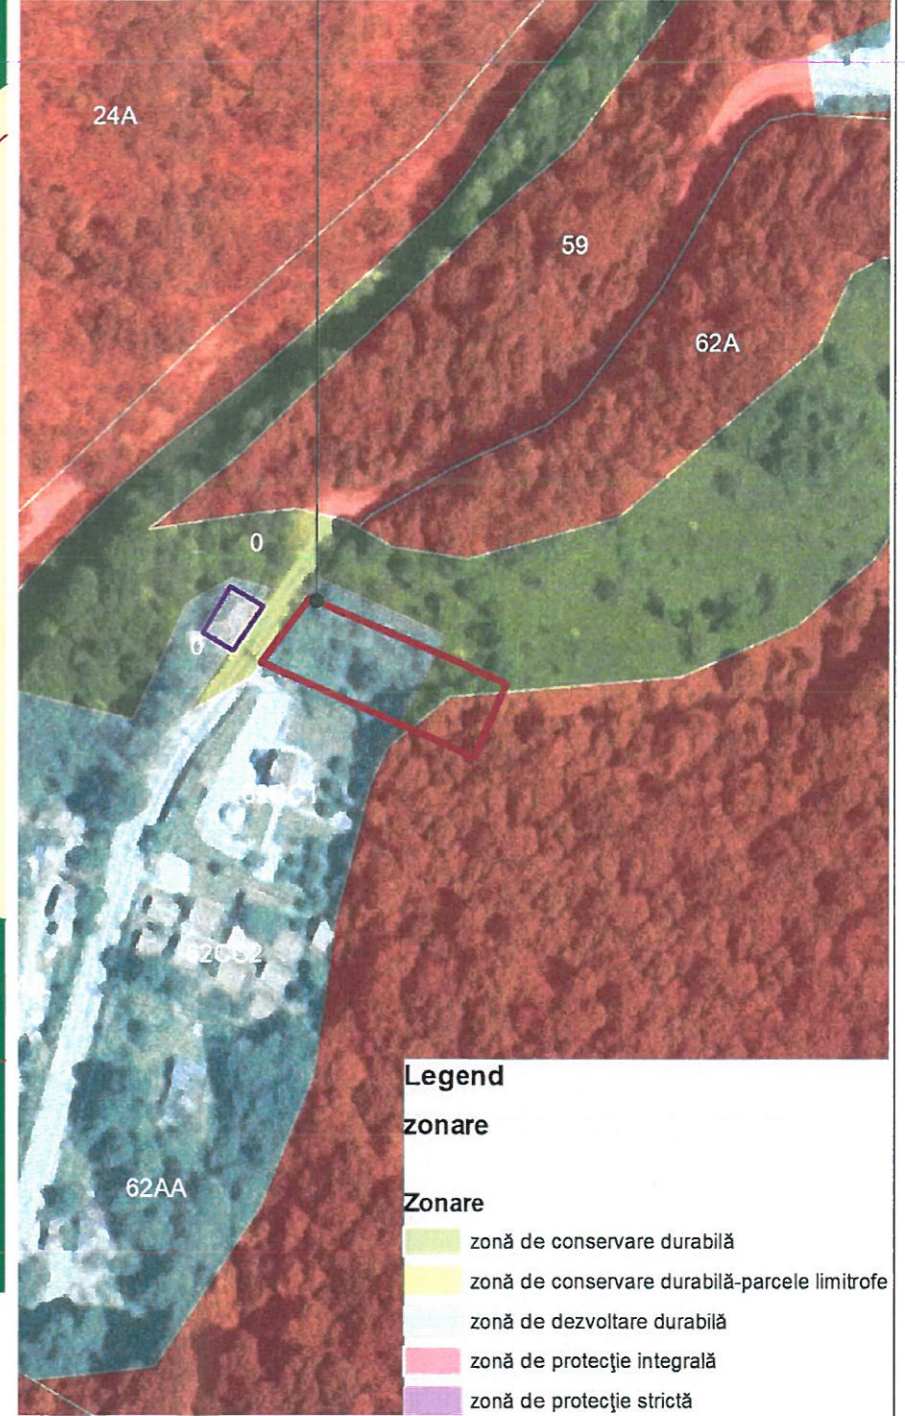 24A
59
62A
0
0
62CC2
62AA
Legend
zonare
Zonare
zonă de conservare durabilă
zonă de conservare durabilă-parcele limitrofe
zonă de dezvoltare durabilă
zonă de protecţie integrală
zonă de protecţie strictă